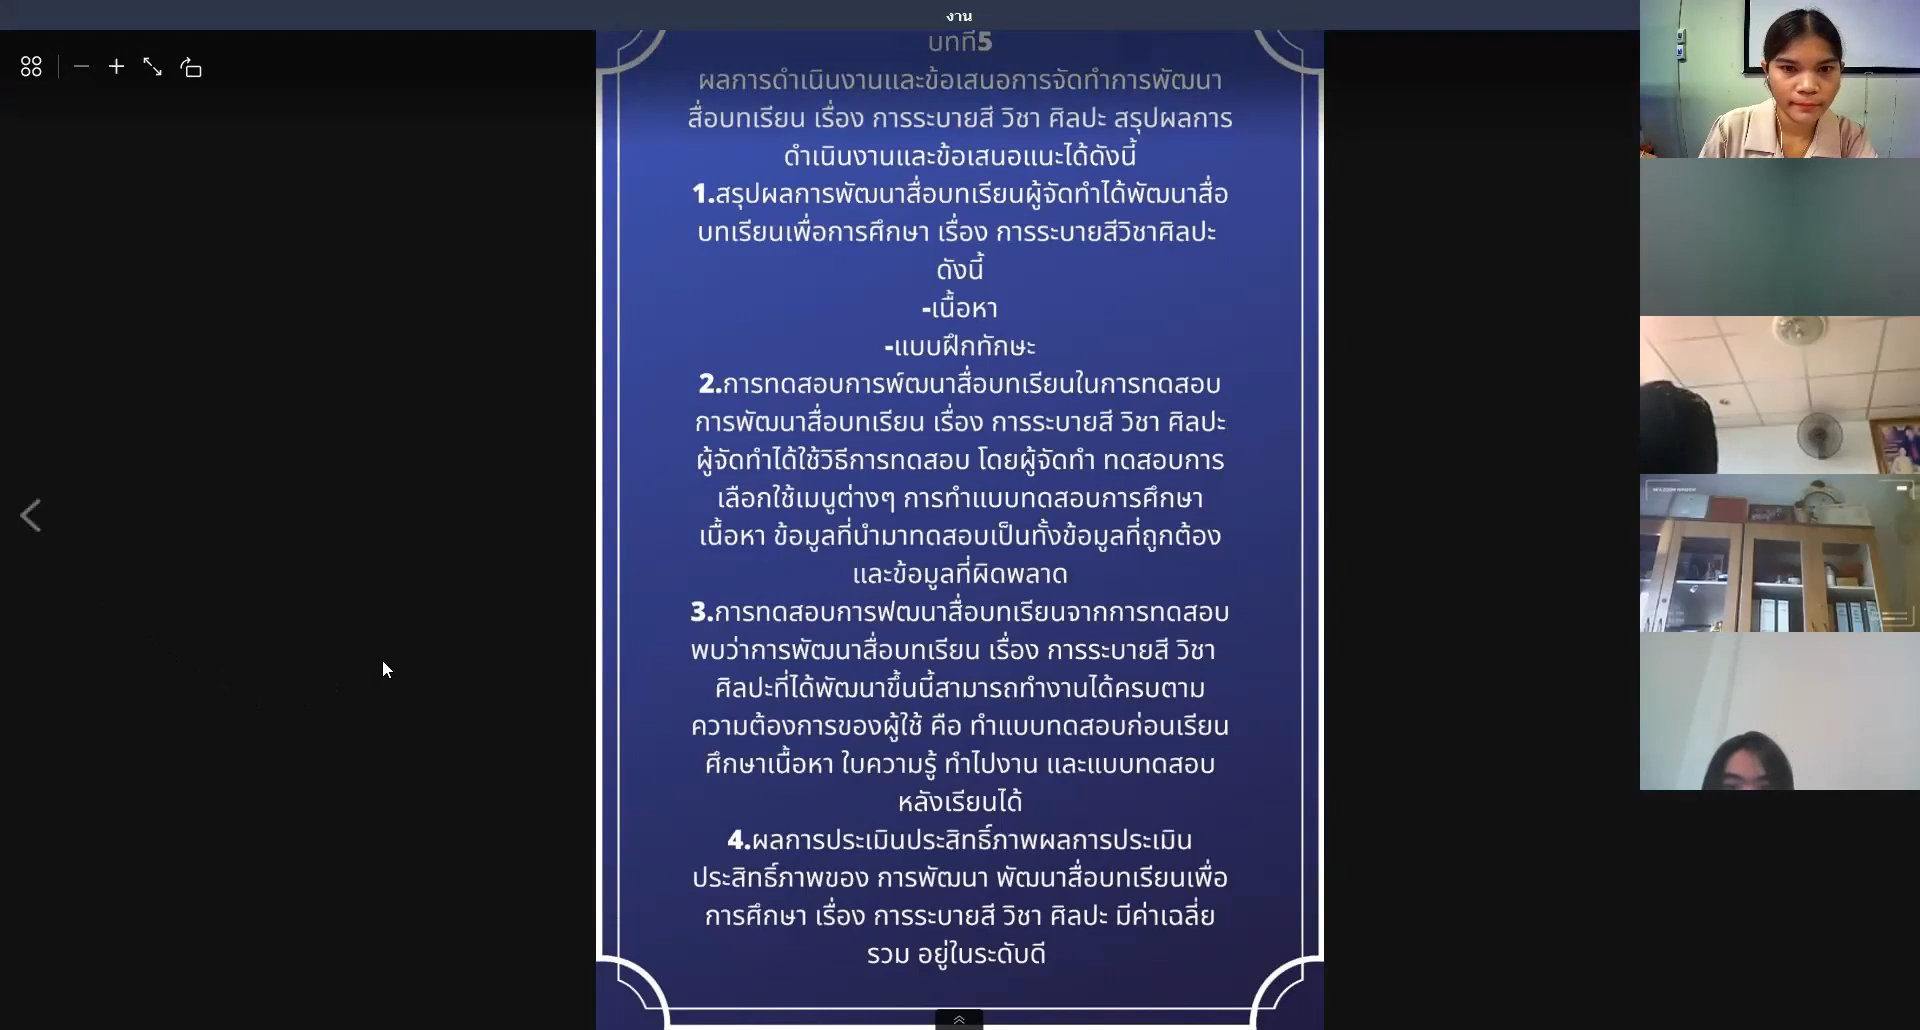 งาน
บทที่5
ผลการดำเนินงานและข้อเสนอการจัดทำการพัฒนา
สื่อบทเรียน เรื่อง การระบายสี วิชา ศิลปะ สรุปผลการ
ดำเนินงานและข้อเสนอแนะได้ดังนี้
1.สรุปผลการพัฒนาสื่อบทเรียนผู้จัดทำได้พัฒนาสื่อ
บทเรียนเพื่อการศึกษา เรื่อง การระบายสีวิชาศิลปะ
ดังนี้
-เนื้อหา
-แบบฝึกทักษะ
2.การทดสอบการพ์ฒนาสื่อบทเรียนในการทดสอบ
การพัฒนาสื่อบทเรียน เรื่อง การระบายสี วิชา ศิลปะ
ผู้จัดทำได้ใช้วิธีการทดสอบ โดยผู้จัดทำ ทดสอบการ
เลือกใช้เมนูต่างๆ การทำแบบทดสอบการศึกษา
เนื้อหา ข้อมูลที่นำมาทดสอบเป็นทั้งข้อมูลที่ถูกต้อง
และข้อมูลที่ผิดพลาด
3.การทดสอบการฟฒนาสื่อบทเรียนจากการทดสอบ
พบว่าการพัฒนาสื่อบทเรียน เรื่อง การระบายสี วิชา
ศิลปะที่ได้พัฒนาขึ้นนี้สามารถทำงานได้ครบตาม
ความต้องการของผู้ใช้ คือ ทำแบบทดสอบก่อนเรียน
ศึกษาเนื้อหา ใบความรู้ ทำไปงาน และแบบทดสอบ
หลังเรียนได้
4.ผลการประเมินประสิทธิ์ภาพผลการประเมิน
ประสิทธิ์ภาพของ การพัฒนา พัฒนาสื่อบทเรียนเพื่อ
การศึกษา เรื่อง การระบายสี วิชา ศิลปะ มีค่าเฉลี่ย
รวม อยู่ในระดับดี